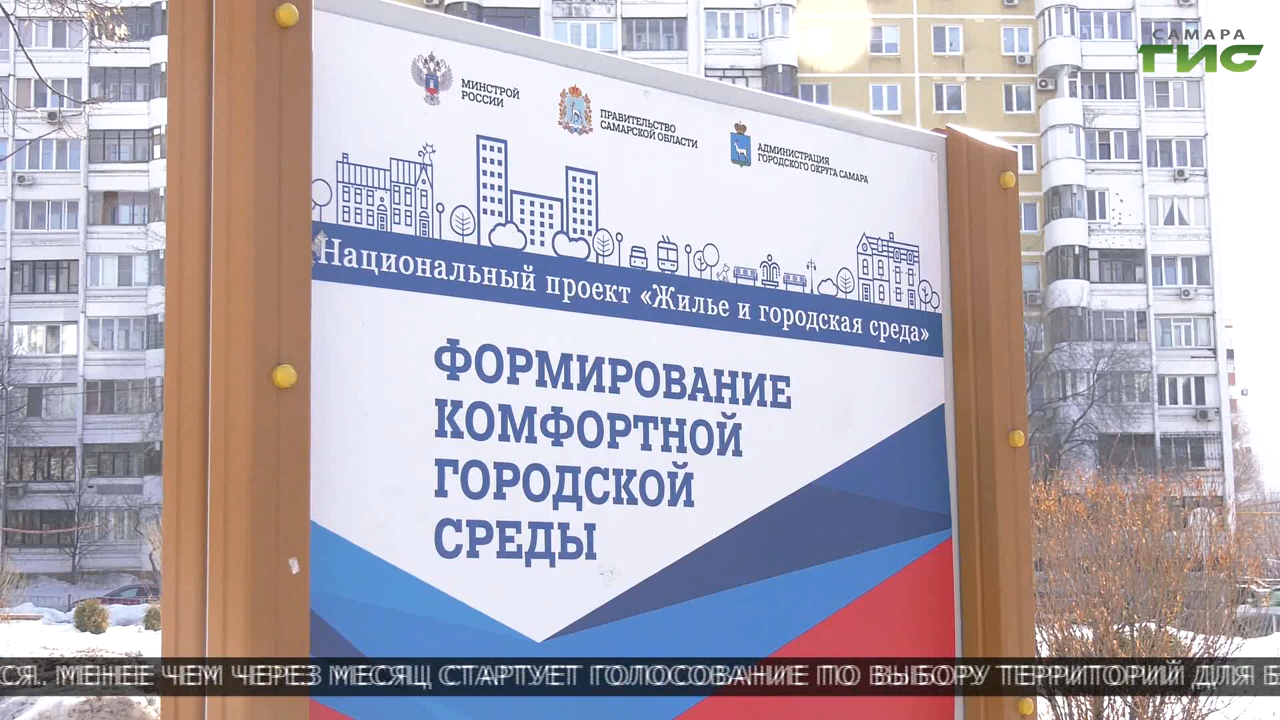 САМАРА
ГИС
МИНСТРОЙ
РОССИИ
ПРАВИТЕЛЬСТВО
САМАРСКОЙ ОБЛАСТИ
АДМИНИСТРАЦИЯ
ГОРОДСКОГО ОКРУГА САМАРА
Национальный проект «Жилье и городская среда»
ФОРМИРОВАНИЕ
КОМФОРТНОЙ
ГОРОДСКОЙ
СРЕДЫ
СЯ. МЕНЕЕ ЧЕМ ЧЕРЕЗ МЕСЯЦ СТАРТУЕТ ГОЛОСОВАНИЕ ПО ВЫБОРУ ТЕРРИТОРИЙ ДЛЯ Б